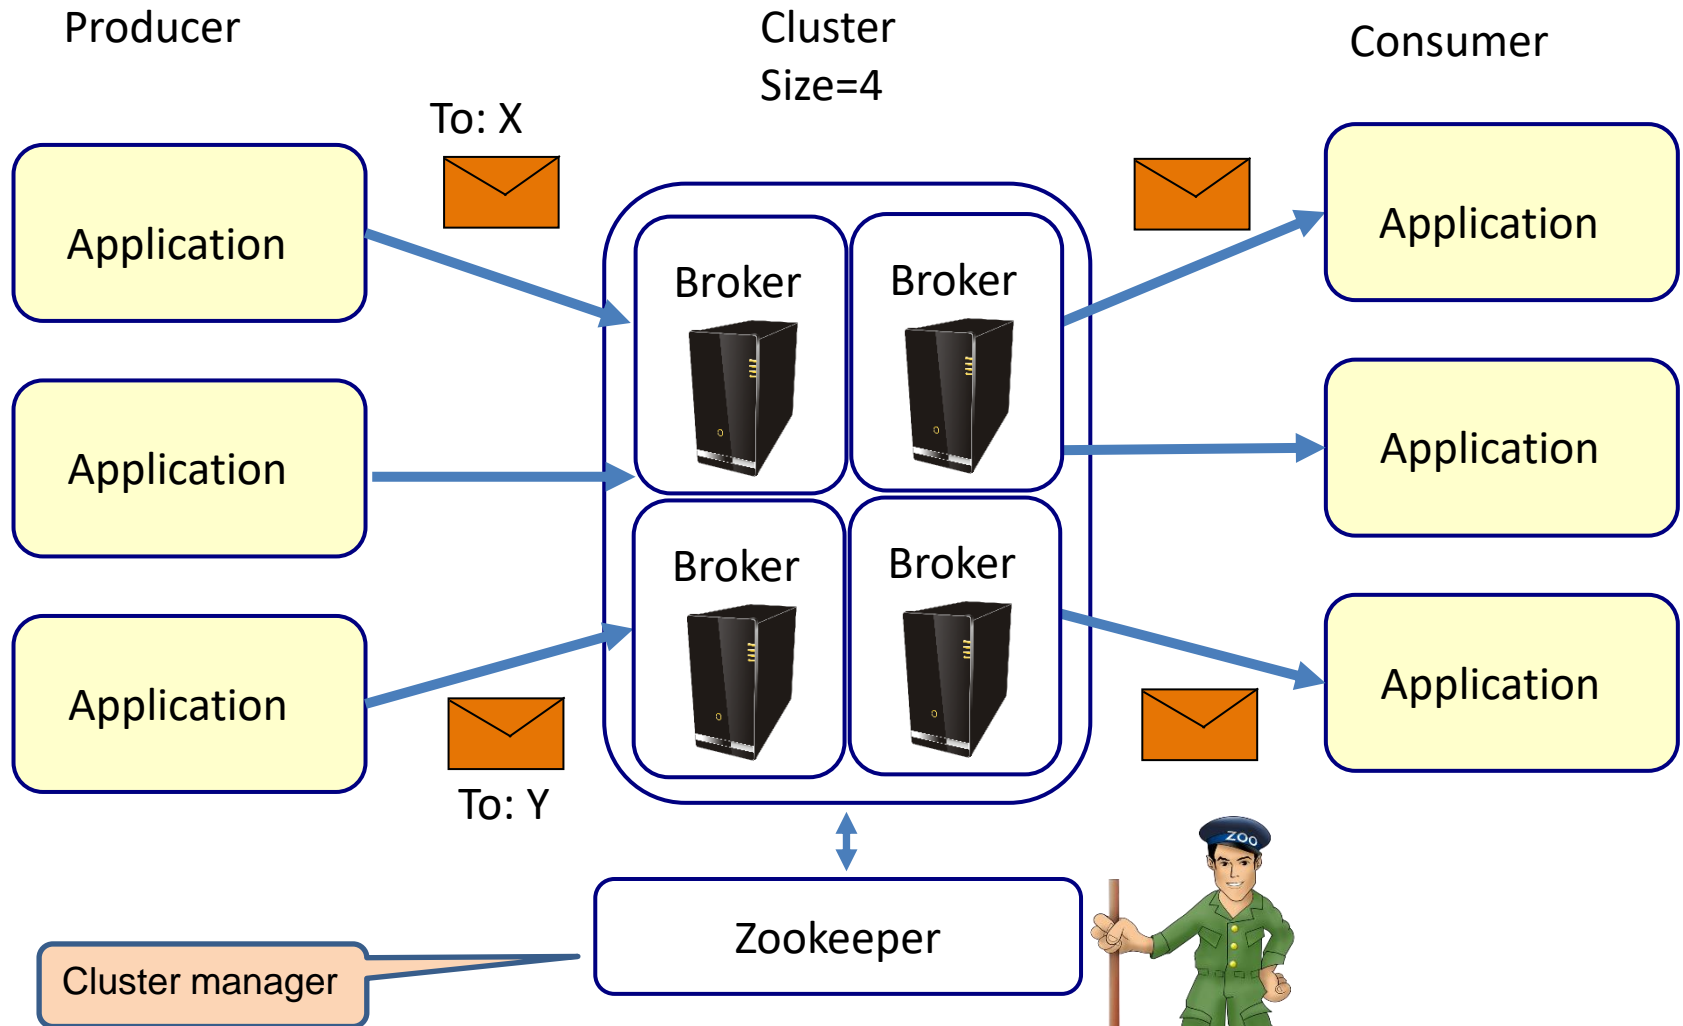 Producer
Cluster
Size=4
Consumer
To: X
Application
Application
Application
Broker
Broker
Broker
Broker
Application
Application
Application
To: Y
ZOO
Zookeeper
Cluster manager